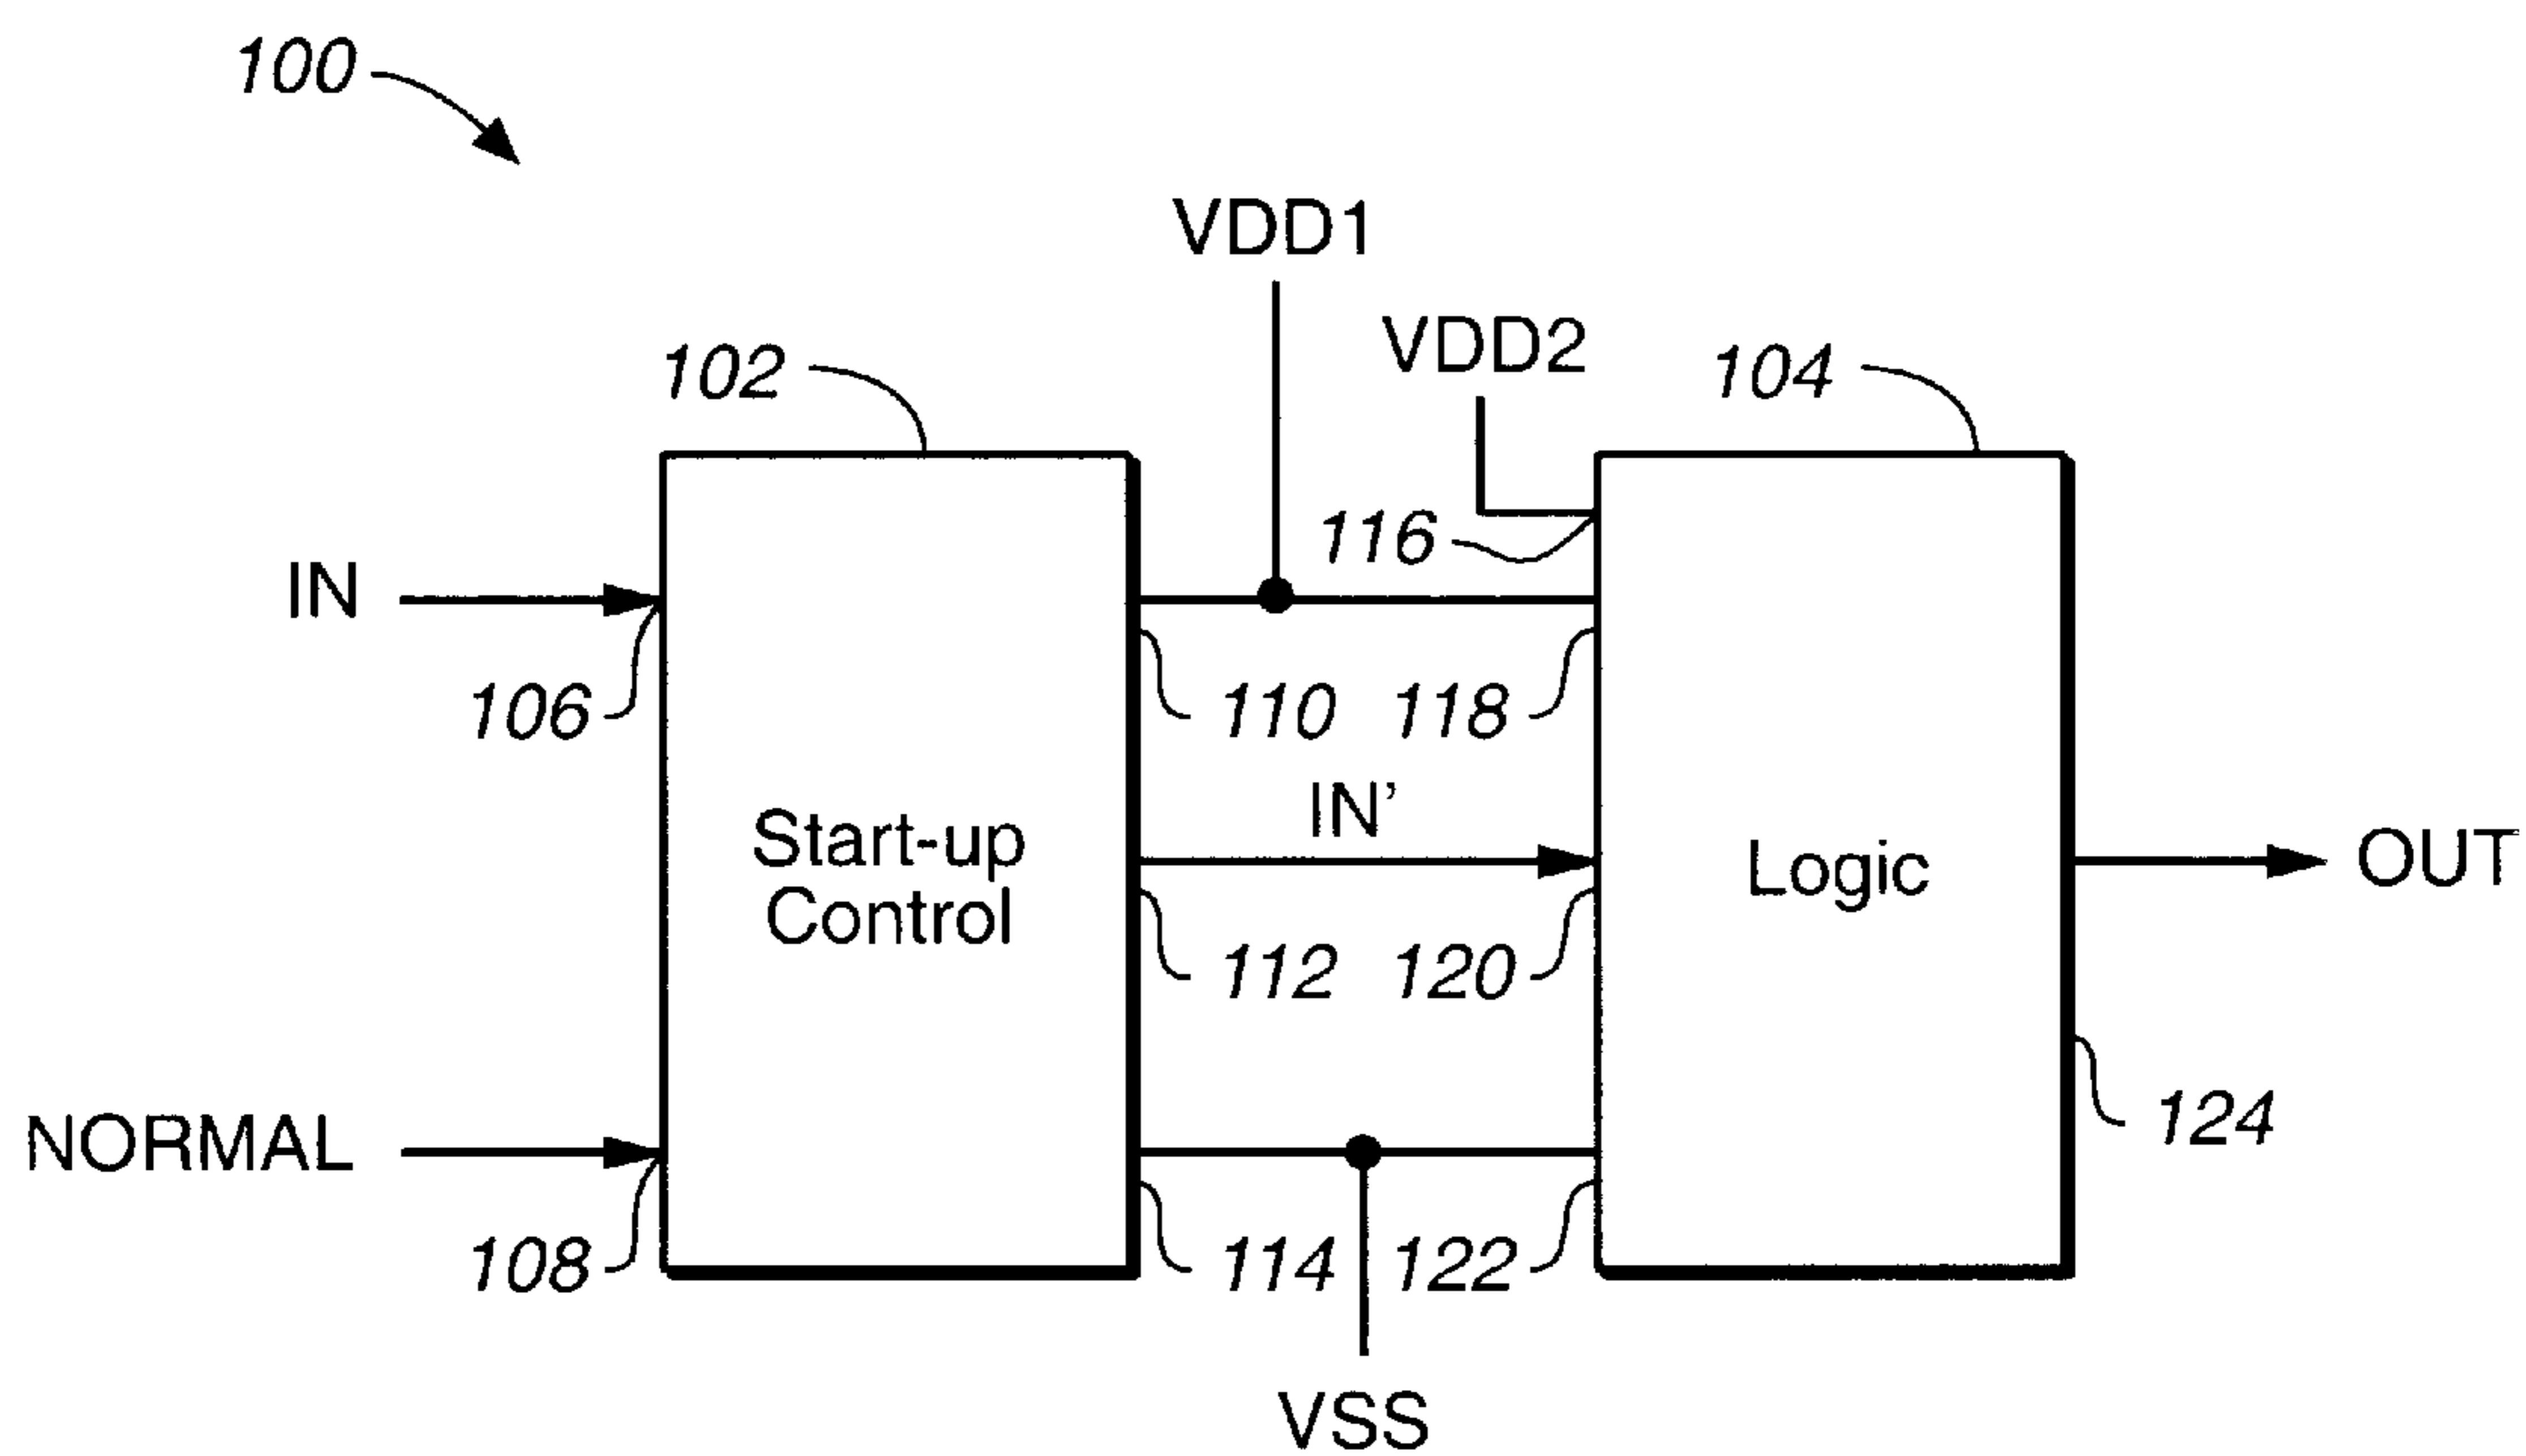 100
VDD1
VDD2
102
104
116
IN
106
110
118
IN'
Start-up
Control
Logic
OUT
112
120
NORMAL
124
108
114
122
VSS